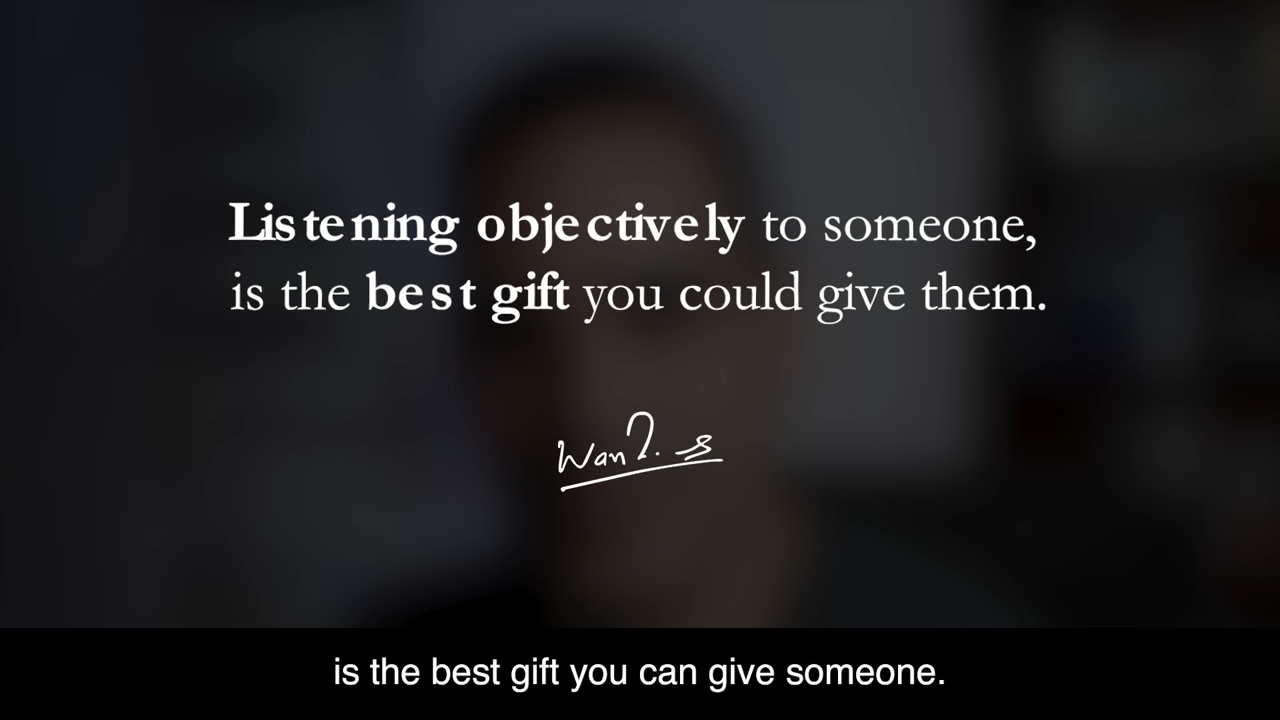 Listening objectively to someone,
is the best gift you could give them.
is the best gift you can give someone.